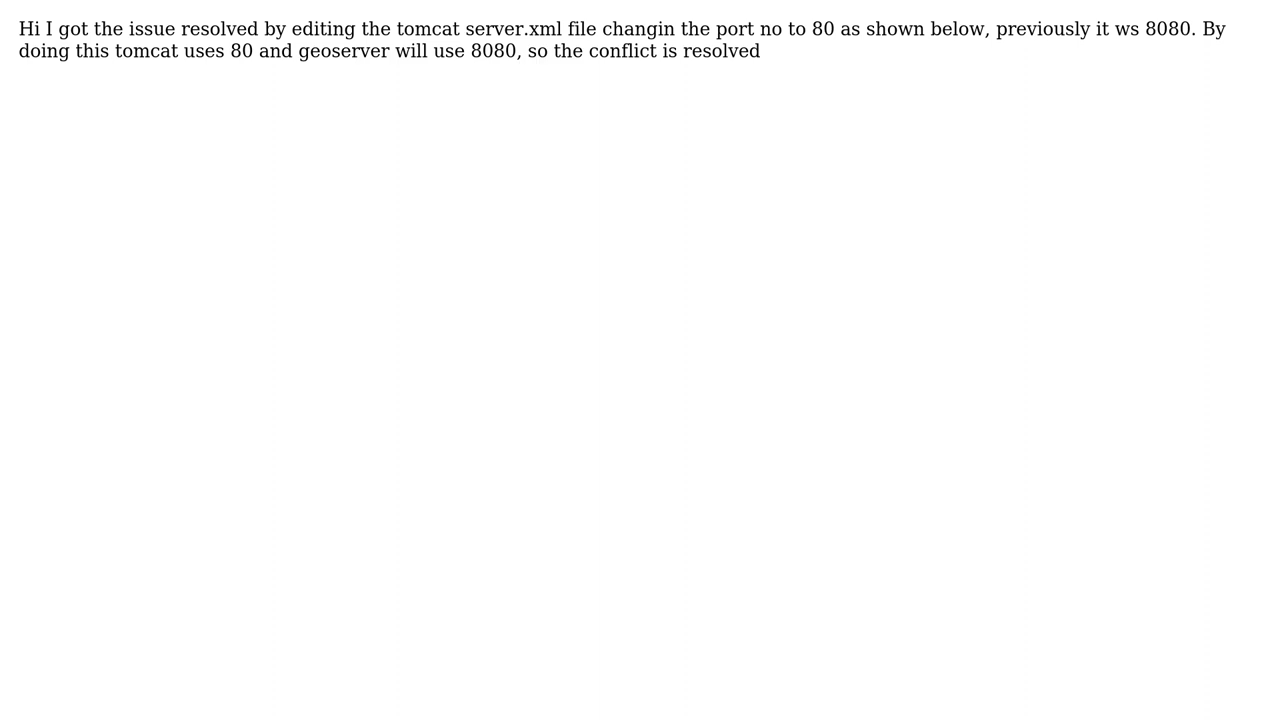 Hi I got the issue resolved by editing the tomcat server.xml file changin the port no to 80 as shown below, previously it ws 8080. By
doing this tomcat uses 80 and geoserver will use 8080, so the conflict is resolved